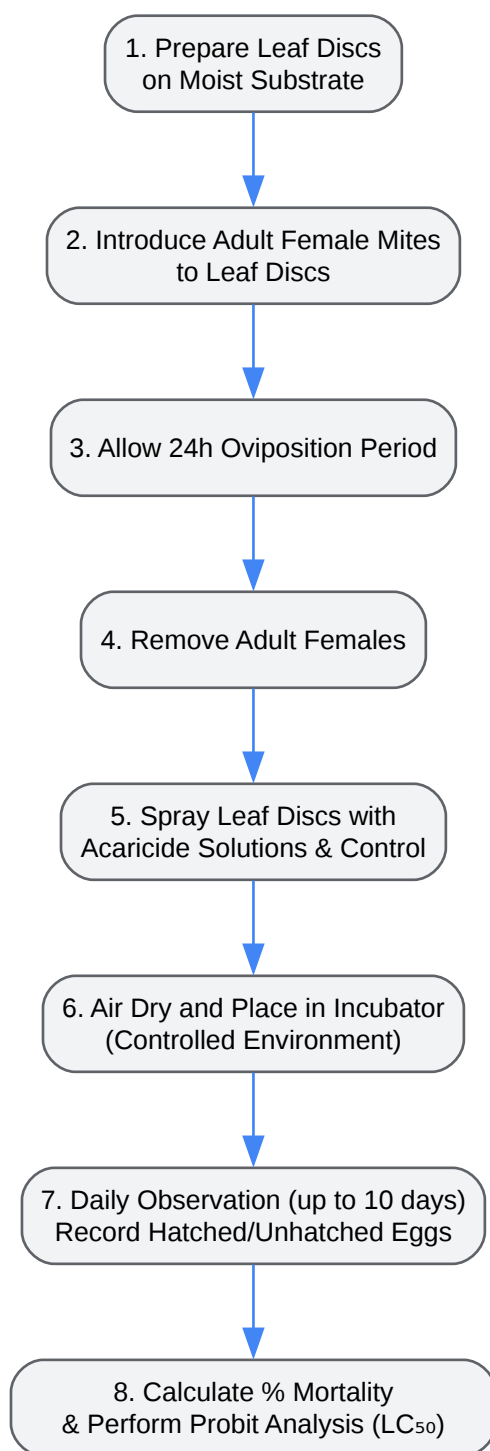 1. Prepare Leaf Discs
on Moist Substrate
2. Introduce Adult Female Mites
to Leaf Discs
3. Allow 24h Oviposition Period
4. Remove Adult Females
5. Spray Leaf Discs with
Acaricide Solutions & Control
6. Air Dry and Place in Incubator
(Controlled Environment)
7. Daily Observation (up to 10 days)
Record Hatched/Unhatched Eggs
8. Calculate % Mortality
& Perform Probit Analysis (LC₅₀)